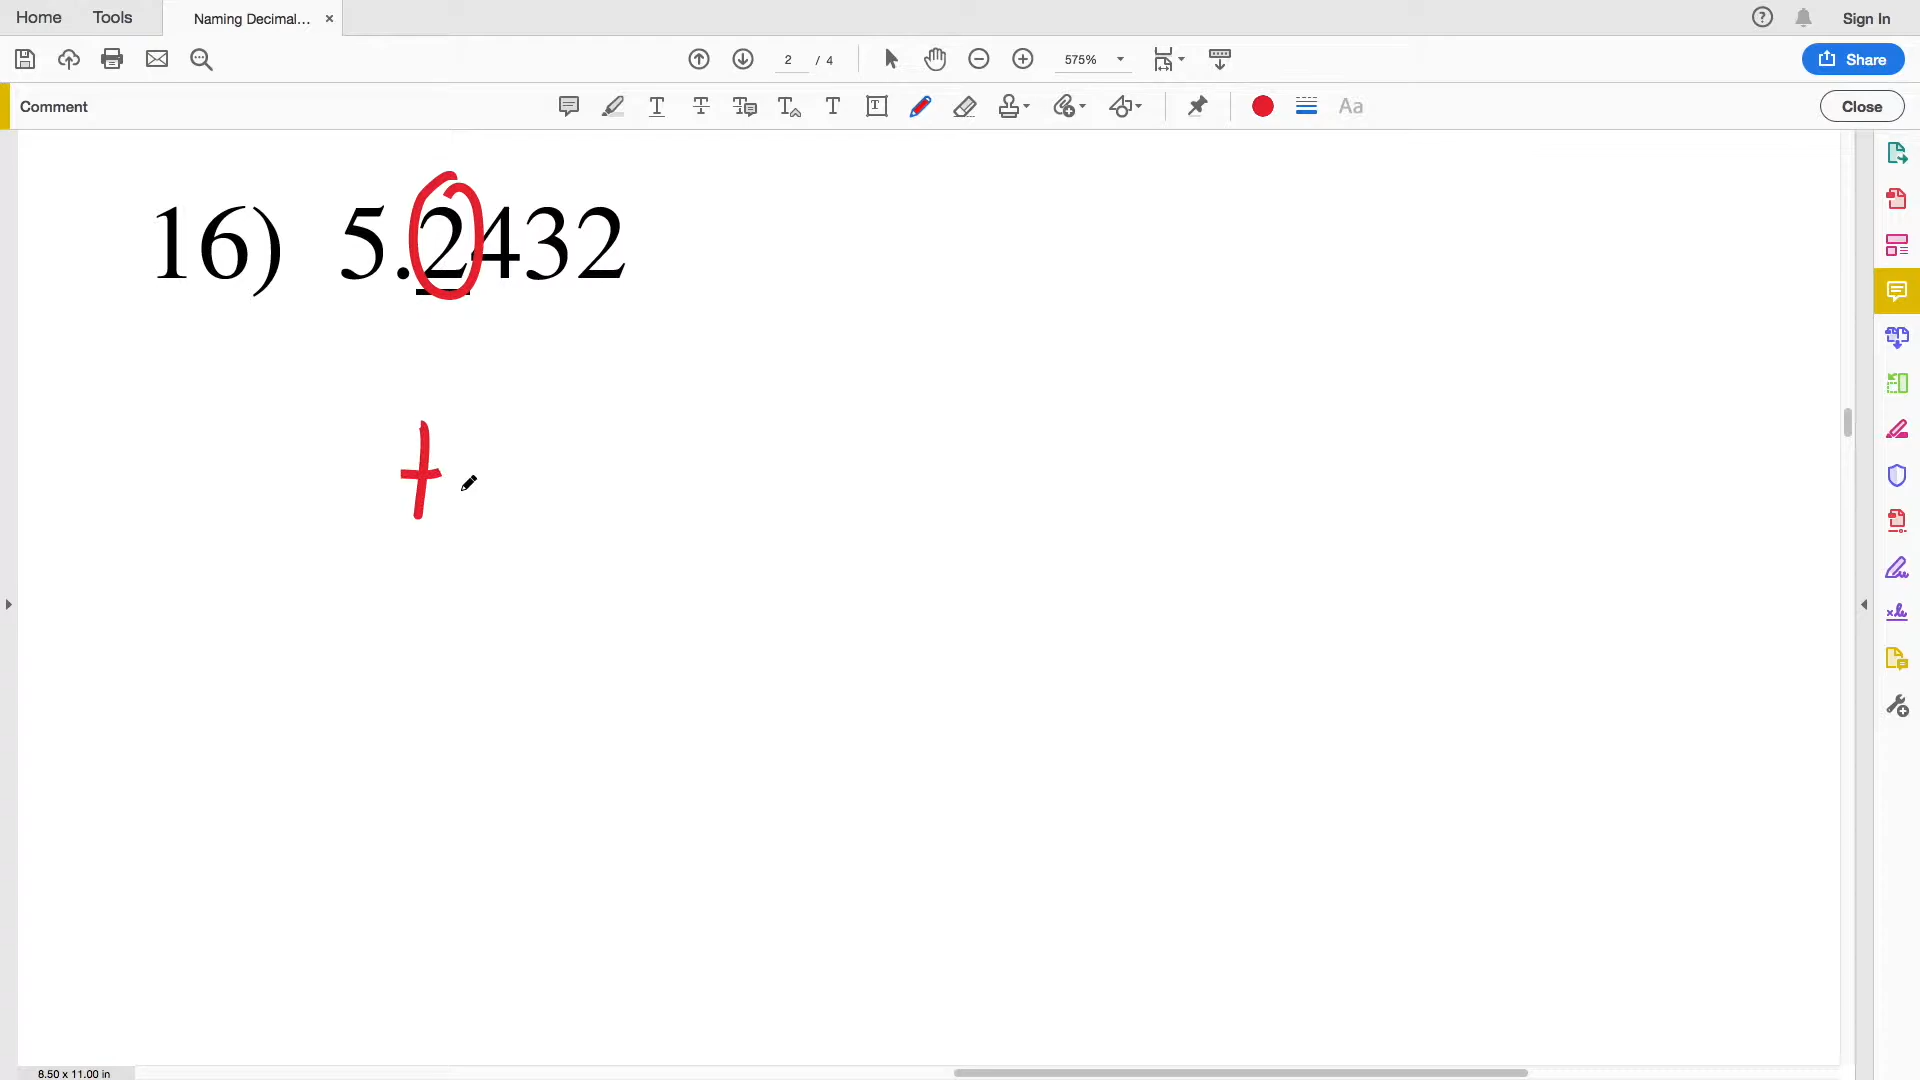 Home Tools Naming Decimal... × Sign In
2 / 4 575% Share
Comment Aa Close
16) 5.2432
t
8.50 x 11.00 in